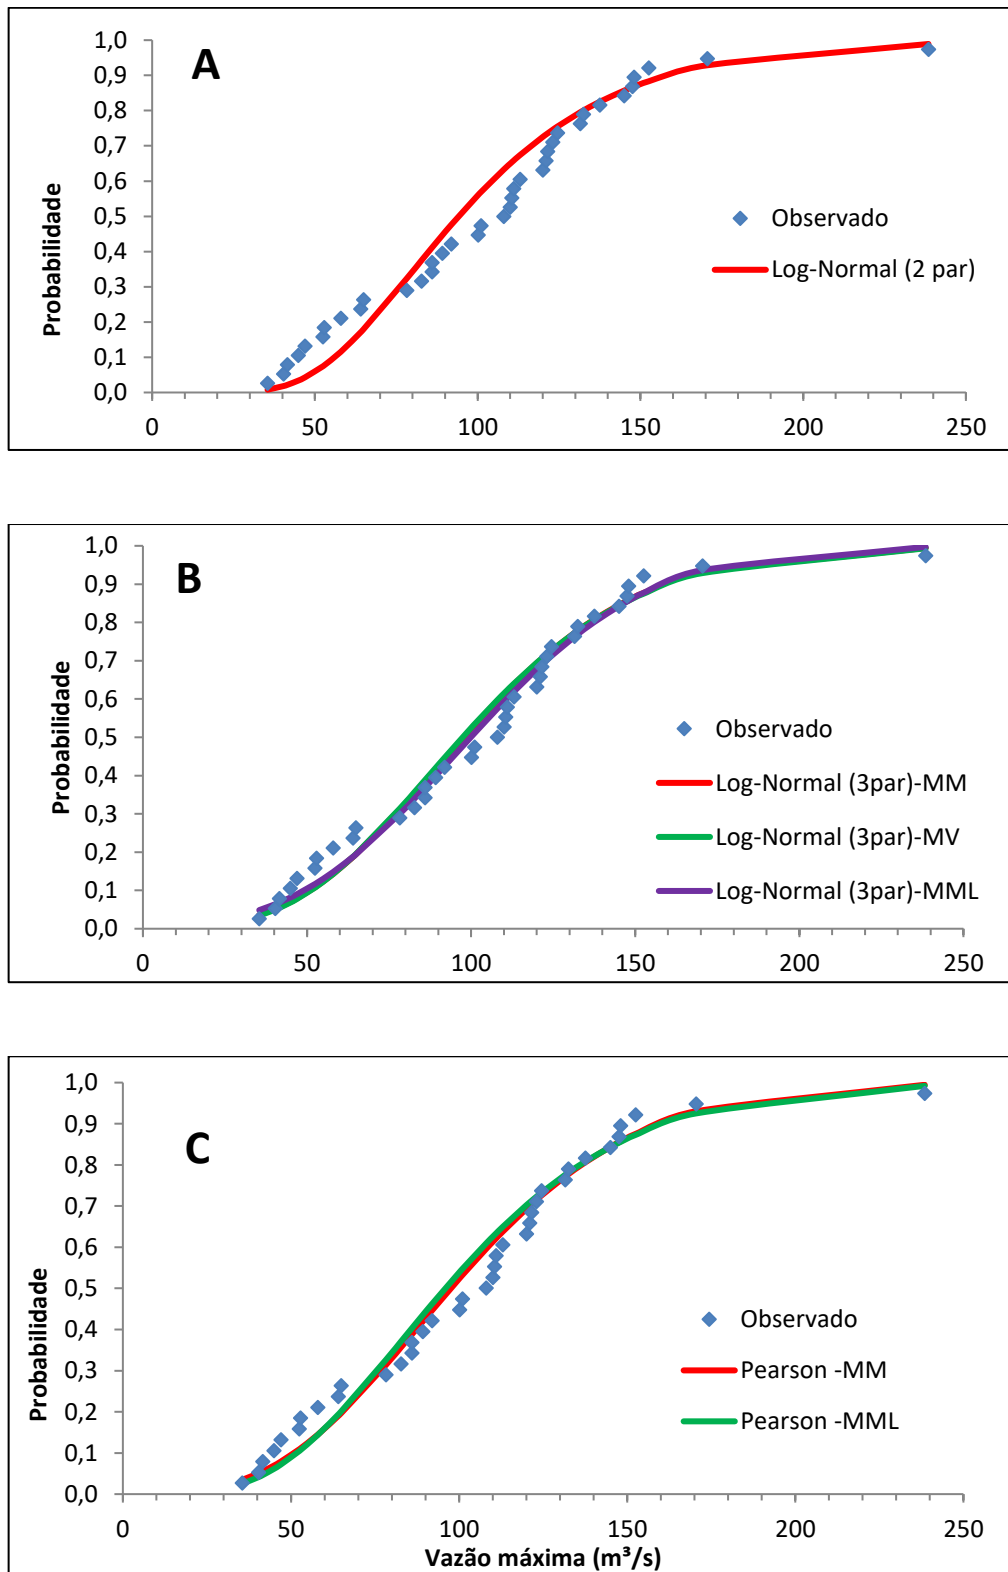 A
Probabilidade
1,0
0,9
0,8
0,7
0,6
0,5
0,4
0,3
0,2
0,1
0,0
0 50 100 150 200 250
Observado
Log-Normal (2 par)
B
Probabilidade
1,0
0,9
0,8
0,7
0,6
0,5
0,4
0,3
0,2
0,1
0,0
0 50 100 150 200 250
Observado
Log-Normal (3par)-MM
Log-Normal (3par)-MV
Log-Normal (3par)-MML
C
Probabilidade
1,0
0,9
0,8
0,7
0,6
0,5
0,4
0,3
0,2
0,1
0,0
0 50 100 150 200 250
Observado
Pearson -MM
Pearson -MML
Vazão máxima (m³/s)